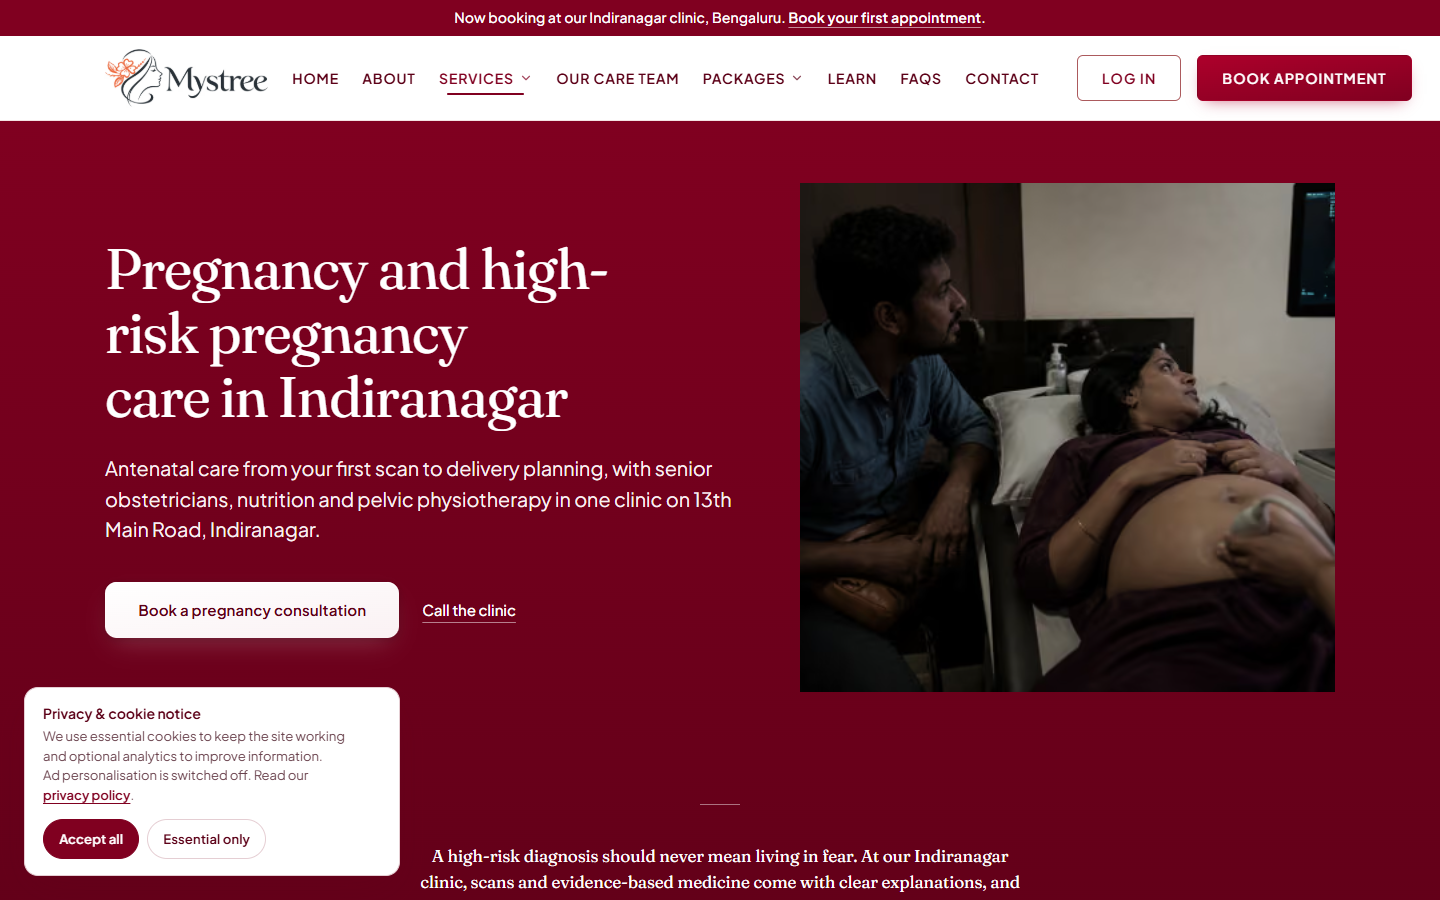 Now booking at our Indiranagar clinic, Bengaluru. Book your first appointment.
Mystree
HOME
ABOUT
SERVICES
OUR CARE TEAM
PACKAGES
LEARN
FAQS
CONTACT
LOG IN
BOOK APPOINTMENT
Pregnancy and high-
risk pregnancy
care in Indiranagar
Antenatal care from your first scan to delivery planning, with senior
obstetricians, nutrition and pelvic physiotherapy in one clinic on 13th
Main Road, Indiranagar.
Book a pregnancy consultation
Call the clinic
Privacy & cookie notice
We use essential cookies to keep the site working
and optional analytics to improve information.
Ad personalisation is switched off. Read our
privacy policy.
Accept all
Essential only
A high-risk diagnosis should never mean living in fear. At our Indiranagar
clinic, scans and evidence-based medicine come with clear explanations, and